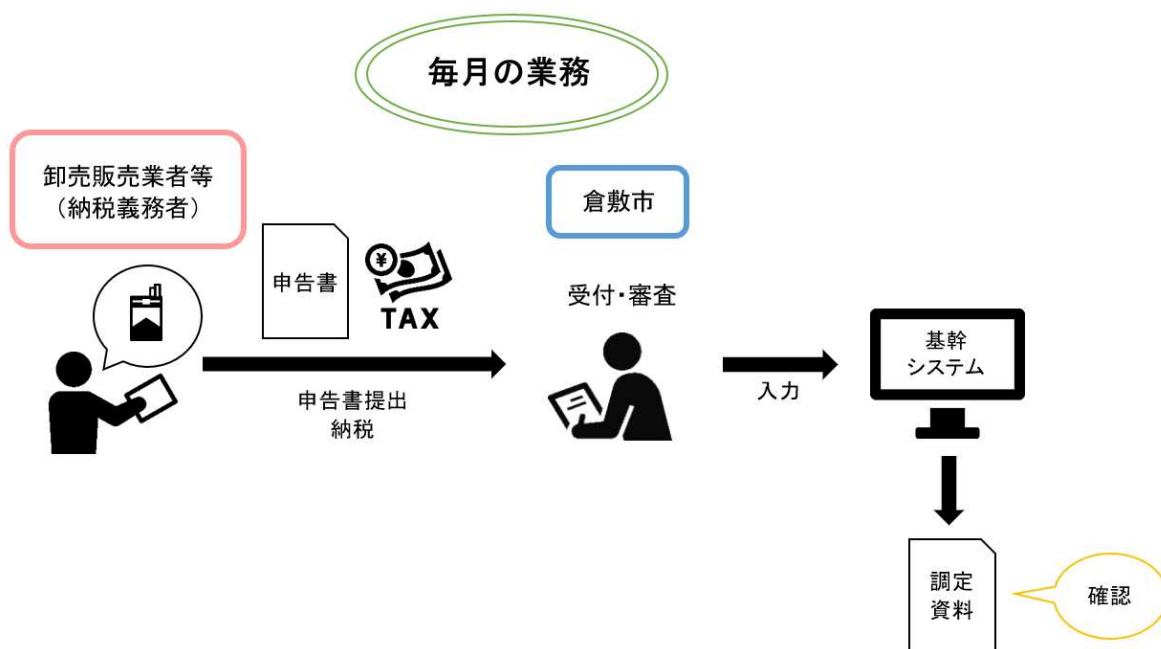 毎月の業務
卸売販売業者等
（納税義務者）
倉敷市
申告書
¥
TAX
受付・審査
申告書提出
納税
入力
基幹
システム
調定
資料
確認